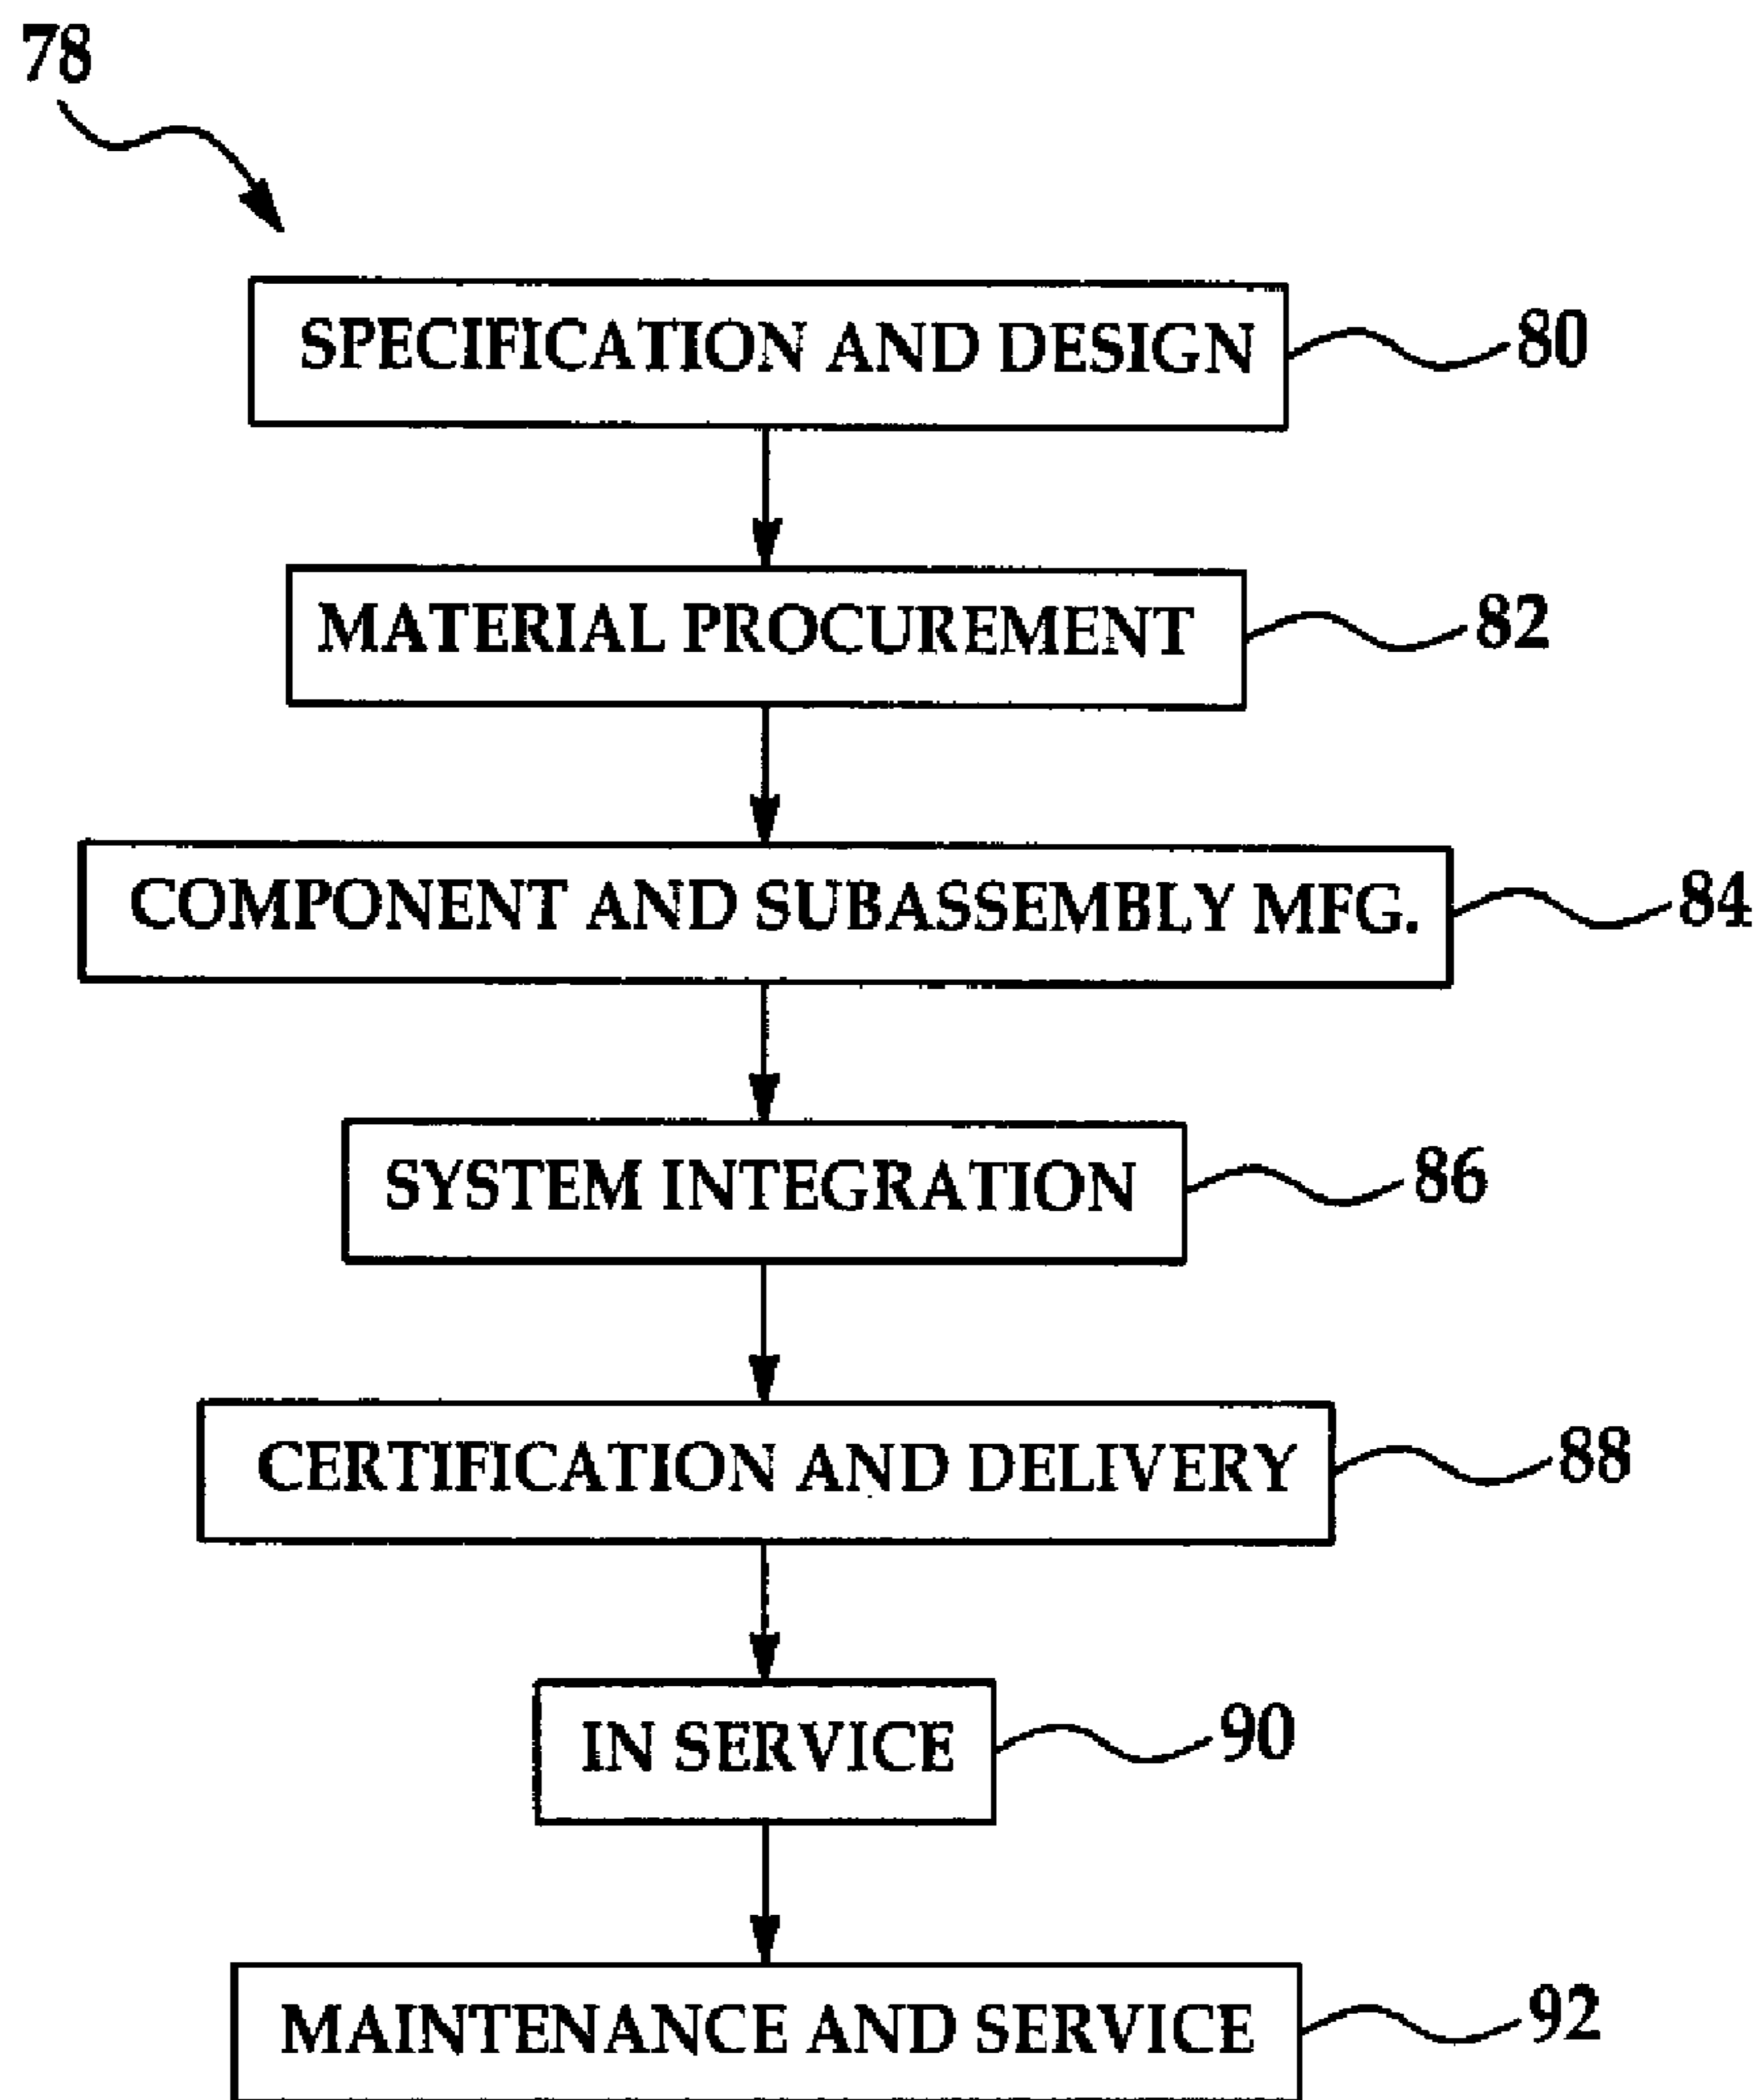 78
SPECIFICATION AND DESIGN 80
MATERIAL PROCUREMENT 82
COMPONENT AND SUBASSEMBLY MFG. 84
SYSTEM INTEGRATION 86
CERTIFICATION AND DELIVERY 88
IN SERVICE 90
MAINTENANCE AND SERVICE 92